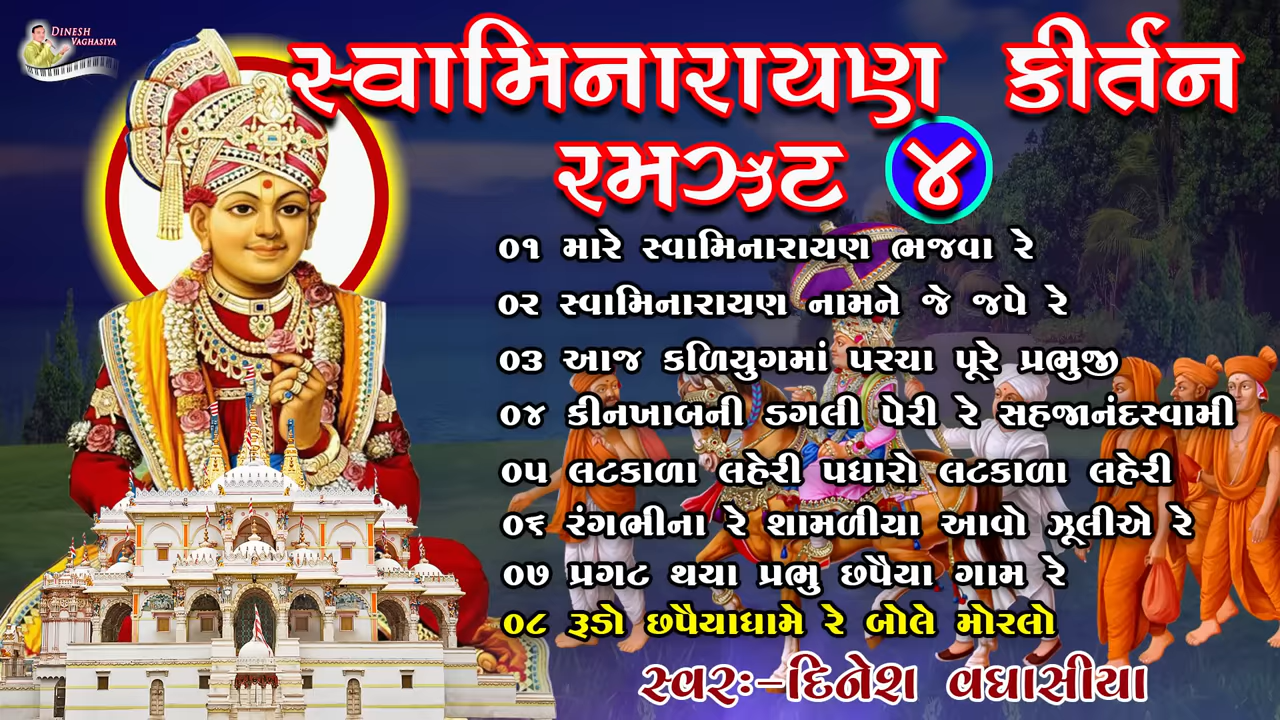 DINESH
VAGHASIYA
સ્વામિનારાયણ કીર્તન
રમઝટ ૪
૦૧ મારે સ્વામિનારાયણ ભજવા રે
૦૨ સ્વામિનારાયણ નામને જે જપે રે
૦૩ આજ કળિયુગમાં પરચા પૂરે પ્રભુજી
૦૪ કીનખાબની ડગલી પેરી રે સહજાનંદસ્વામી
૦૫ લટકાળા લહેરી પધારો લટકાળા લહેરી
૦૬ રંગભીના રે શામળીયા આવો ઝૂલીએ રે
૦૭ પ્રગટ થયા પ્રભુ છપૈયા ગામ રે
૦૮ રૂડો છપૈયાધામે રે બોલે મોરલો
સ્વરઃ-દિનેશ વઘાસીયા